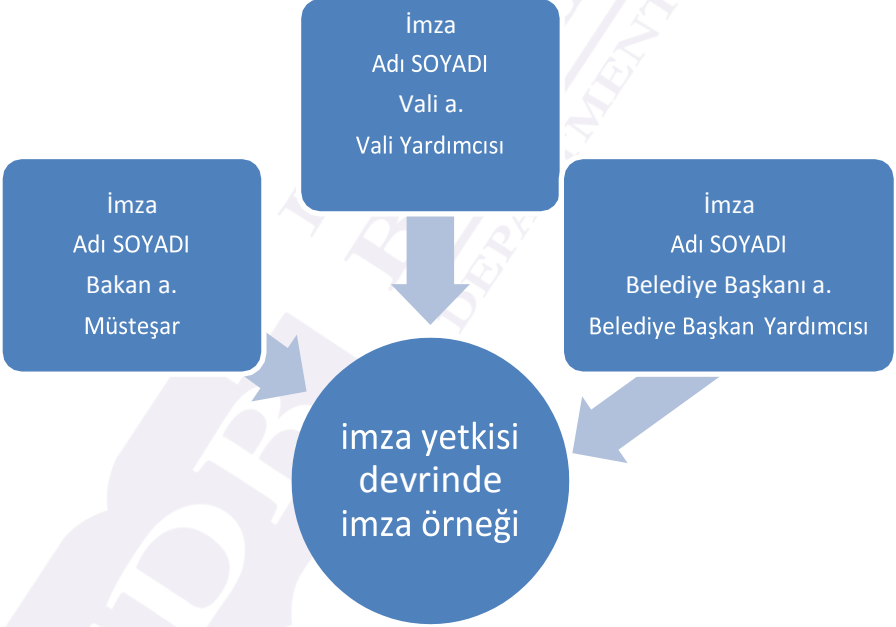 İmza
Adı SOYADI
Vali a.
Vali Yardımcısı
İmza
Adı SOYADI
Bakan a.
Müsteşar
İmza
Adı SOYADI
Belediye Başkanı a.
Belediye Başkan Yardımcısı
imza yetkisi
devrinde
imza örneği